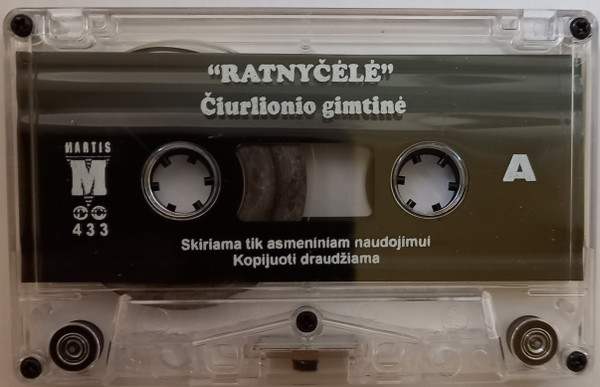 “RATNYČĖLĖ”
Čiurlionio gimtinė
MARTIS
M
433
A
Skiriama tik asmeniniam naudojimui
Kopijuoti draudžiama